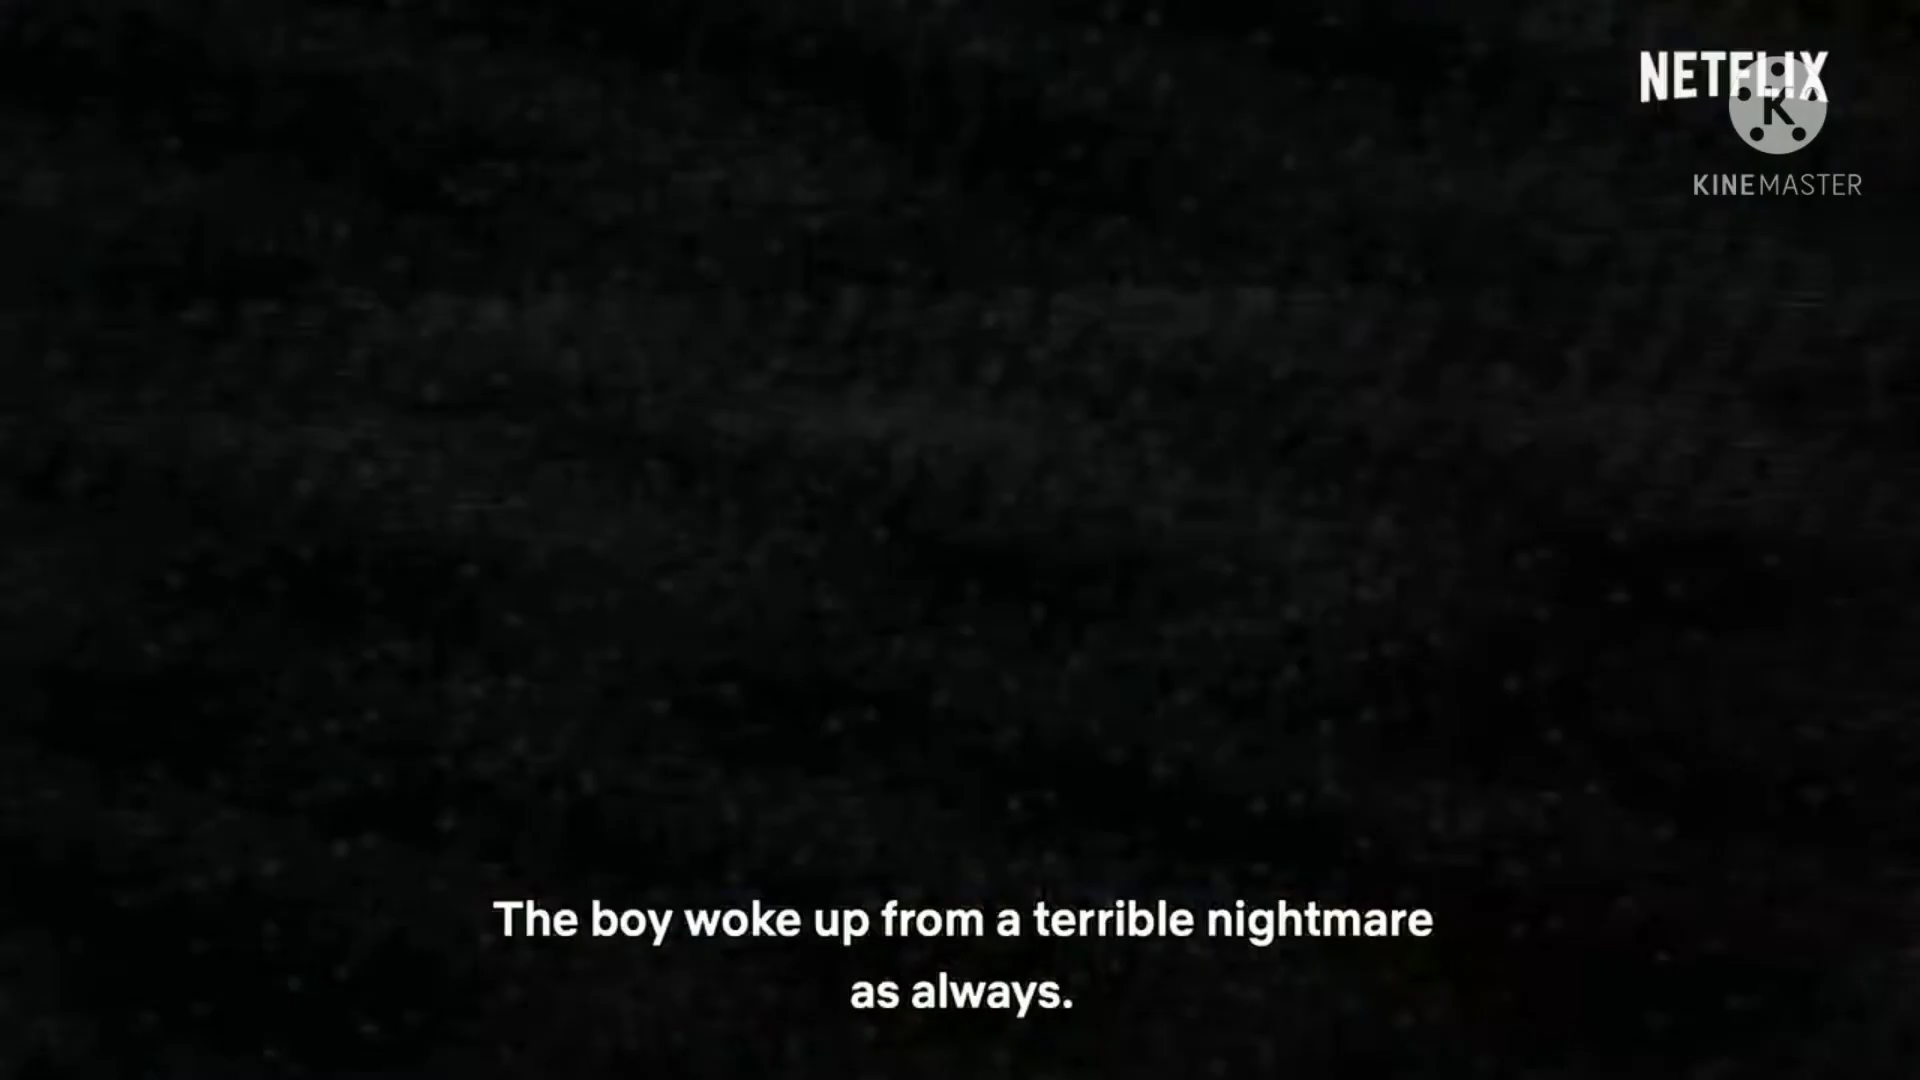 NETFLIX
K
KINEMASTER
The boy woke up from a terrible nightmare
as always.